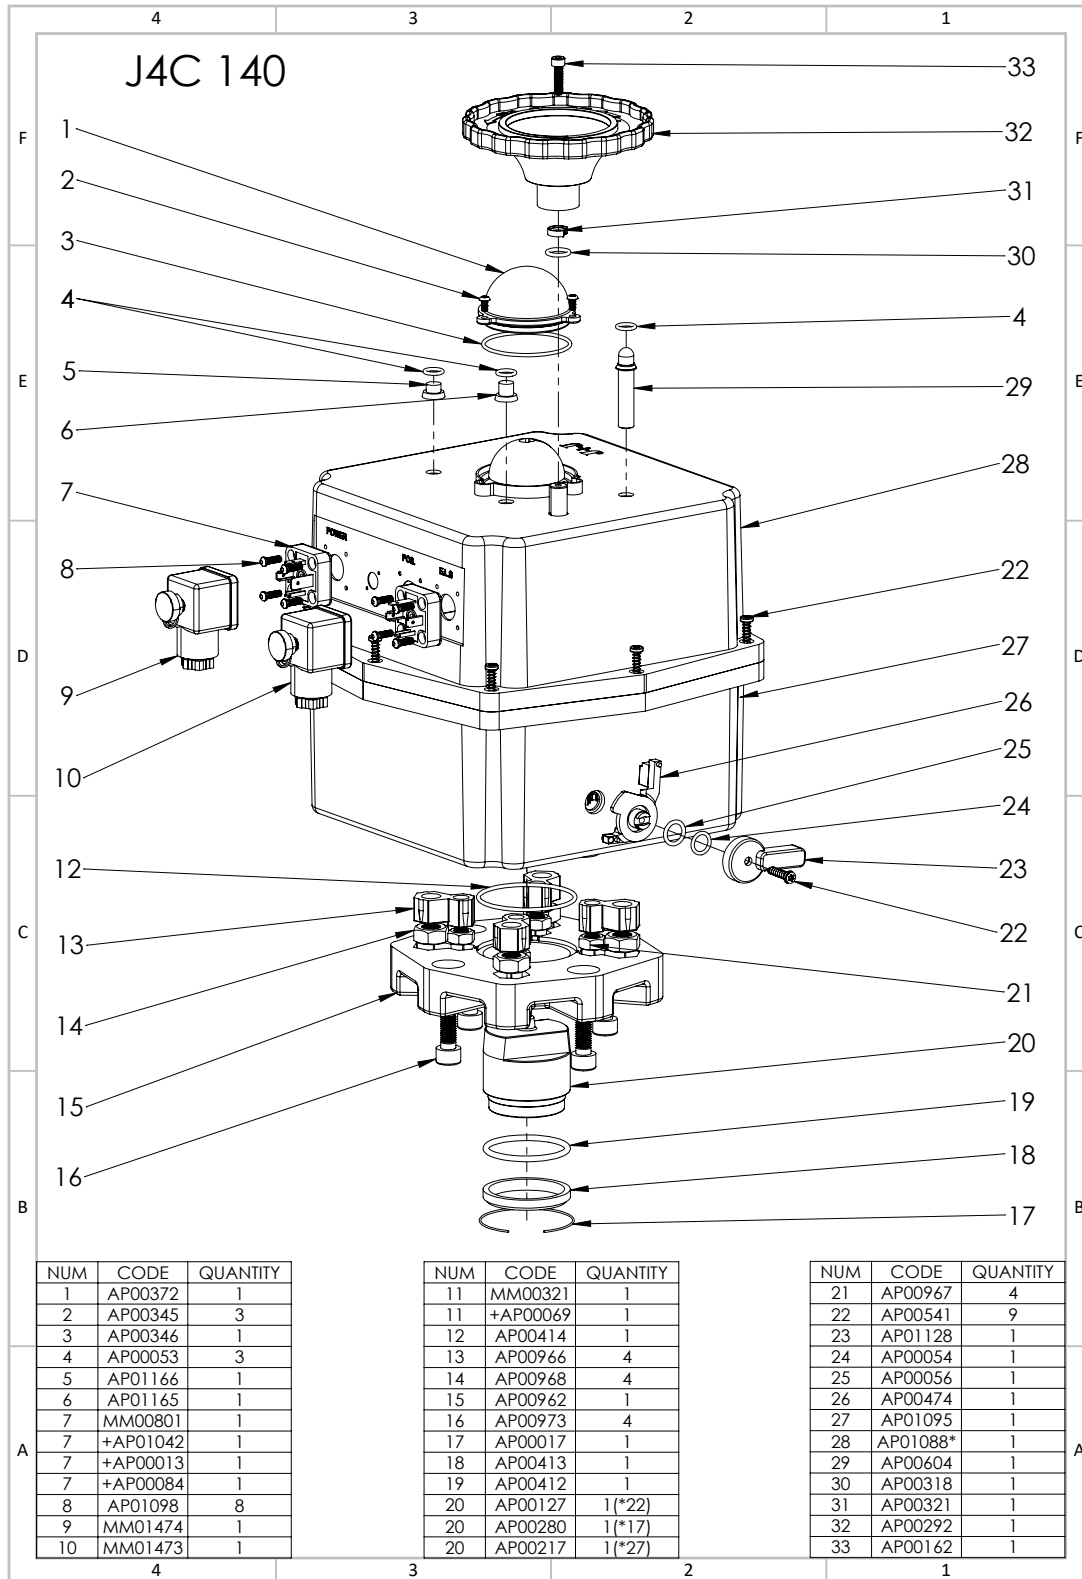 4 3 2 1
J4C 140
F
E
D
C
B
A
F
E
D
C
B
A
1
2
3
4
5
6
7
8
9
10
12
13
14
15
16
33
32
31
30
4
29
28
22
27
26
25
24
23
22
21
20
19
18
17
POWER
POS.
NUM CODE QUANTITY
1 AP00372 1
2 AP00345 3
3 AP00346 1
4 AP00053 3
5 AP01166 1
6 AP01165 1
7 MM00801 1
7 +AP01042 1
7 +AP00013 1
7 +AP00084 1
8 AP01098 8
9 MM01474 1
10 MM01473 1
NUM CODE QUANTITY
11 MM00321 1
11 +AP00069 1
12 AP00414 1
13 AP00966 4
14 AP00968 4
15 AP00962 1
16 AP00973 4
17 AP00017 1
18 AP00413 1
19 AP00412 1
20 AP00127 1(*22)
20 AP00280 1(*17)
20 AP00217 1(*27)
NUM CODE QUANTITY
21 AP00967 4
22 AP00541 9
23 AP01128 1
24 AP00054 1
25 AP00056 1
26 AP00474 1
27 AP01095 1
28 AP01088* 1
29 AP00604 1
30 AP00318 1
31 AP00321 1
32 AP00292 1
33 AP00162 1
4 3 2 1